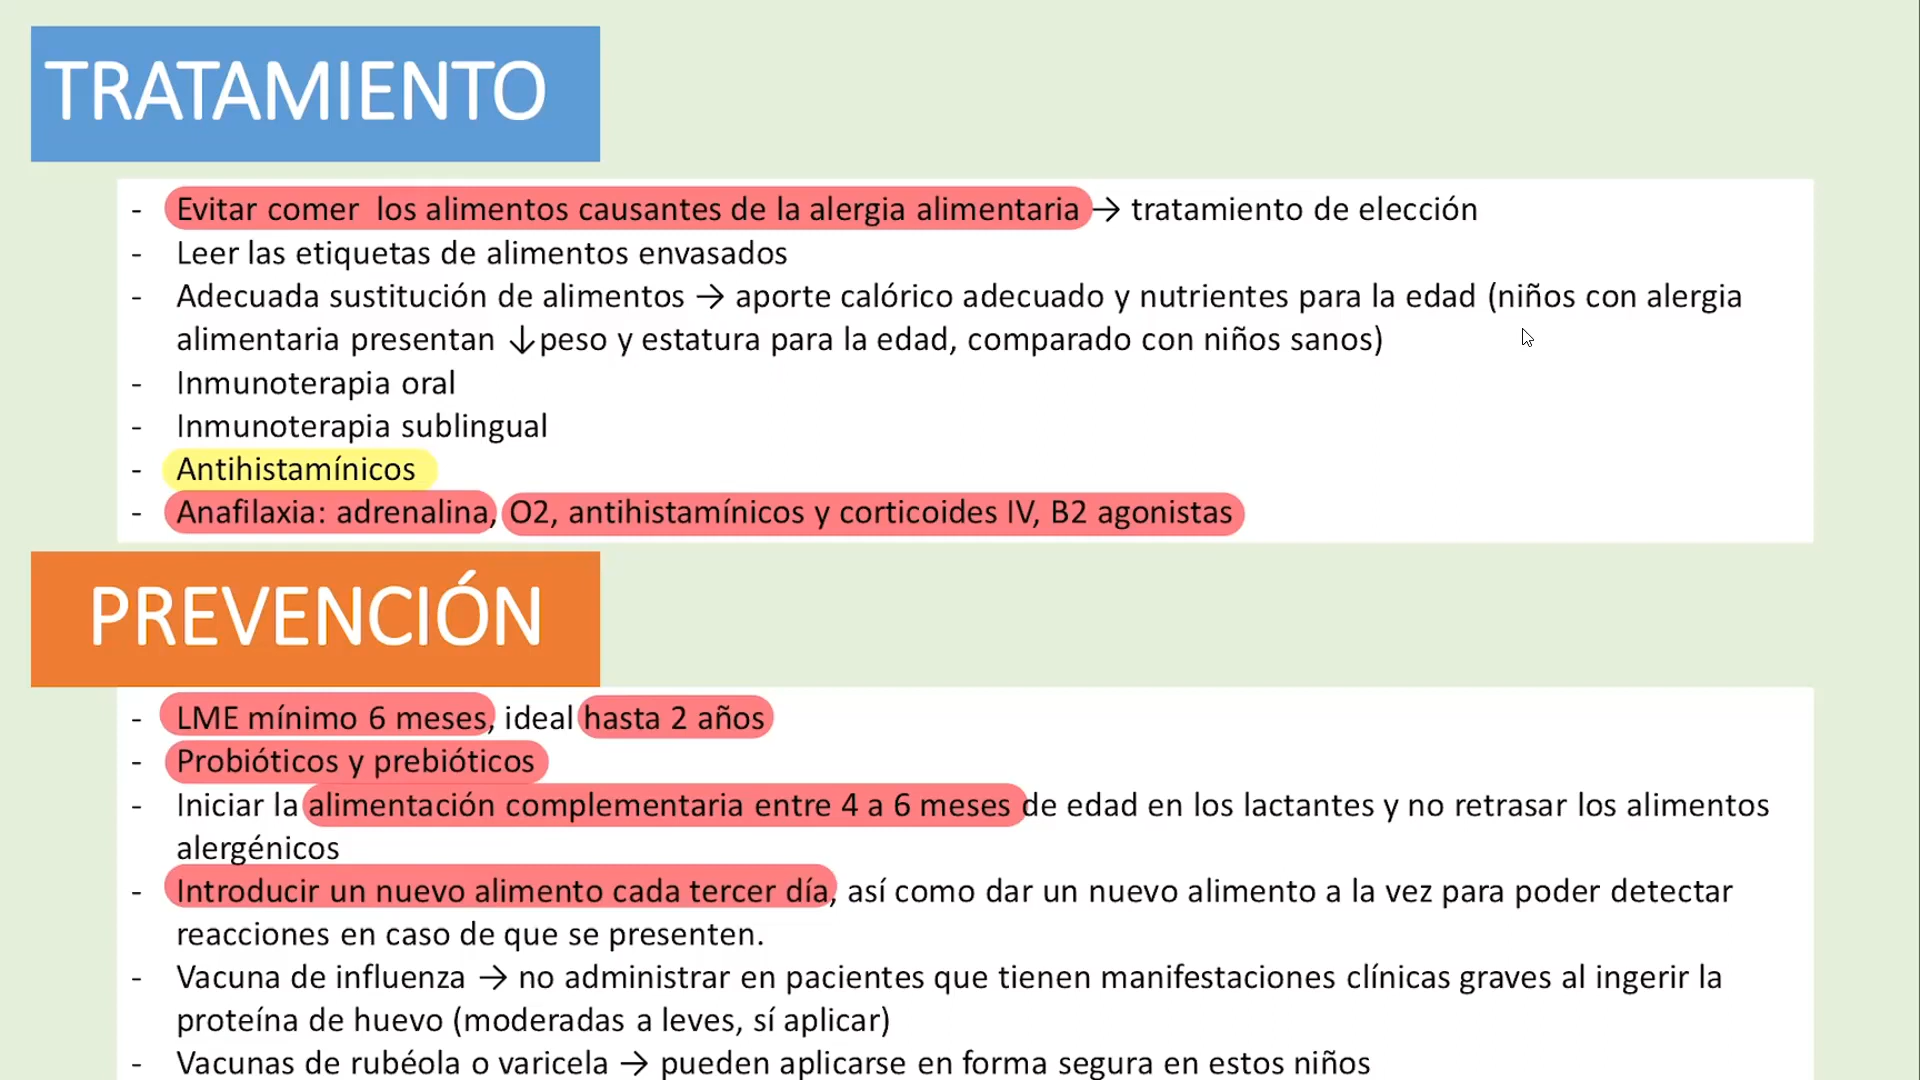 TRATAMIENTO
- Evitar comer los alimentos causantes de la alergia alimentaria → tratamiento de elección
- Leer las etiquetas de alimentos envasados
- Adecuada sustitución de alimentos → aporte calórico adecuado y nutrientes para la edad (niños con alergia
alimentaria presentan ↓peso y estatura para la edad, comparado con niños sanos)
- Inmunoterapia oral
- Inmunoterapia sublingual
- Antihistamínicos
- Anafilaxia: adrenalina, O2, antihistamínicos y corticoides IV, B2 agonistas
PREVENCIÓN
- LME mínimo 6 meses, ideal hasta 2 años
- Probióticos y prebióticos
- Iniciar la alimentación complementaria entre 4 a 6 meses de edad en los lactantes y no retrasar los alimentos
alergénicos
- Introducir un nuevo alimento cada tercer día, así como dar un nuevo alimento a la vez para poder detectar
reacciones en caso de que se presenten.
- Vacuna de influenza → no administrar en pacientes que tienen manifestaciones clínicas graves al ingerir la
proteína de huevo (moderadas a leves, sí aplicar)
- Vacunas de rubéola o varicela → pueden aplicarse en forma segura en estos niños